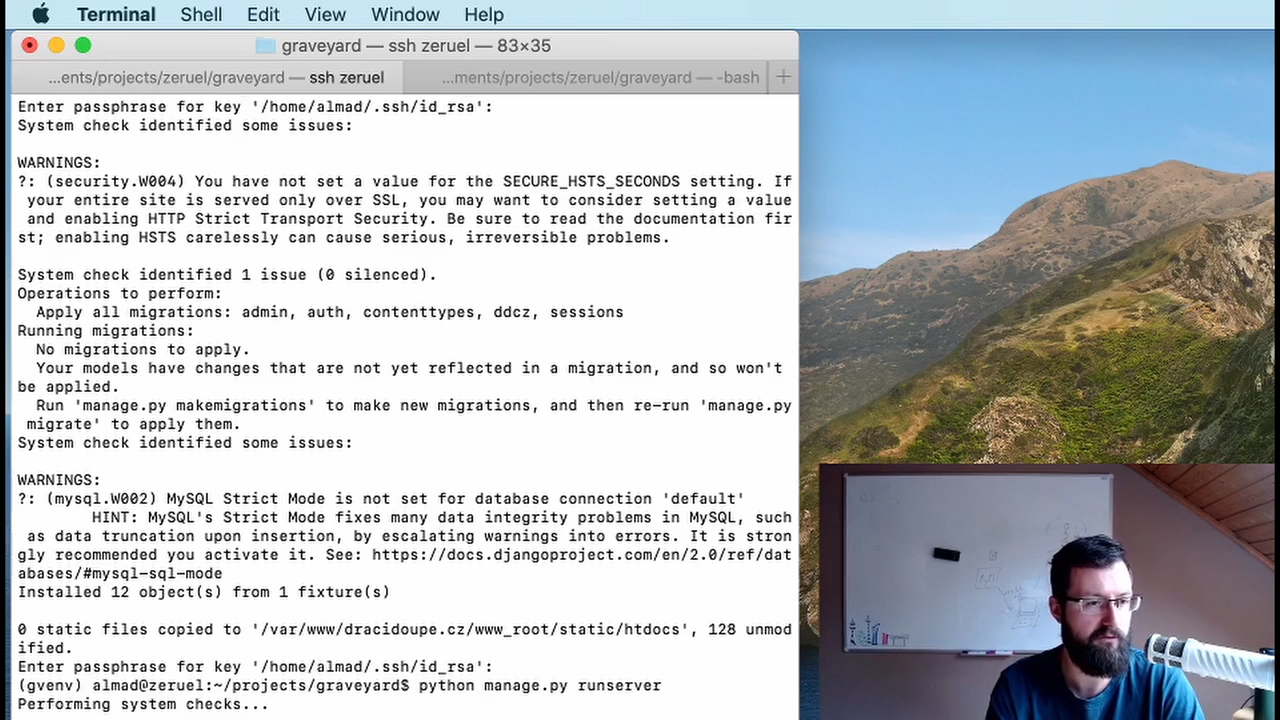 Terminal Shell Edit View Window Help
graveyard — ssh zeruel — 83×35
...ents/projects/zeruel/graveyard — ssh zeruel ...ments/projects/zeruel/graveyard — -bash +
Enter passphrase for key '/home/almad/.ssh/id_rsa':
System check identified some issues:
WARNINGS:
?: (security.W004) You have not set a value for the SECURE_HSTS_SECONDS setting. If
your entire site is served only over SSL, you may want to consider setting a value
and enabling HTTP Strict Transport Security. Be sure to read the documentation fir
st; enabling HSTS carelessly can cause serious, irreversible problems.
System check identified 1 issue (0 silenced).
Operations to perform:
Apply all migrations: admin, auth, contenttypes, ddcz, sessions
Running migrations:
No migrations to apply.
Your models have changes that are not yet reflected in a migration, and so won't
be applied.
Run 'manage.py makemigrations' to make new migrations, and then re-run 'manage.py
migrate' to apply them.
System check identified some issues:
WARNINGS:
?: (mysql.W002) MySQL Strict Mode is not set for database connection 'default'
HINT: MySQL's Strict Mode fixes many data integrity problems in MySQL, such
as data truncation upon insertion, by escalating warnings into errors. It is stron
gly recommended you activate it. See: https://docs.djangoproject.com/en/2.0/ref/dat
abases/#mysql-sql-mode
Installed 12 object(s) from 1 fixture(s)
0 static files copied to '/var/www/dracidoupe.cz/www_root/static/htdocs', 128 unmod
ified.
Enter passphrase for key '/home/almad/.ssh/id_rsa':
(gvenv) almad@zeruel:~/projects/graveyard$ python manage.py runserver
Performing system checks...